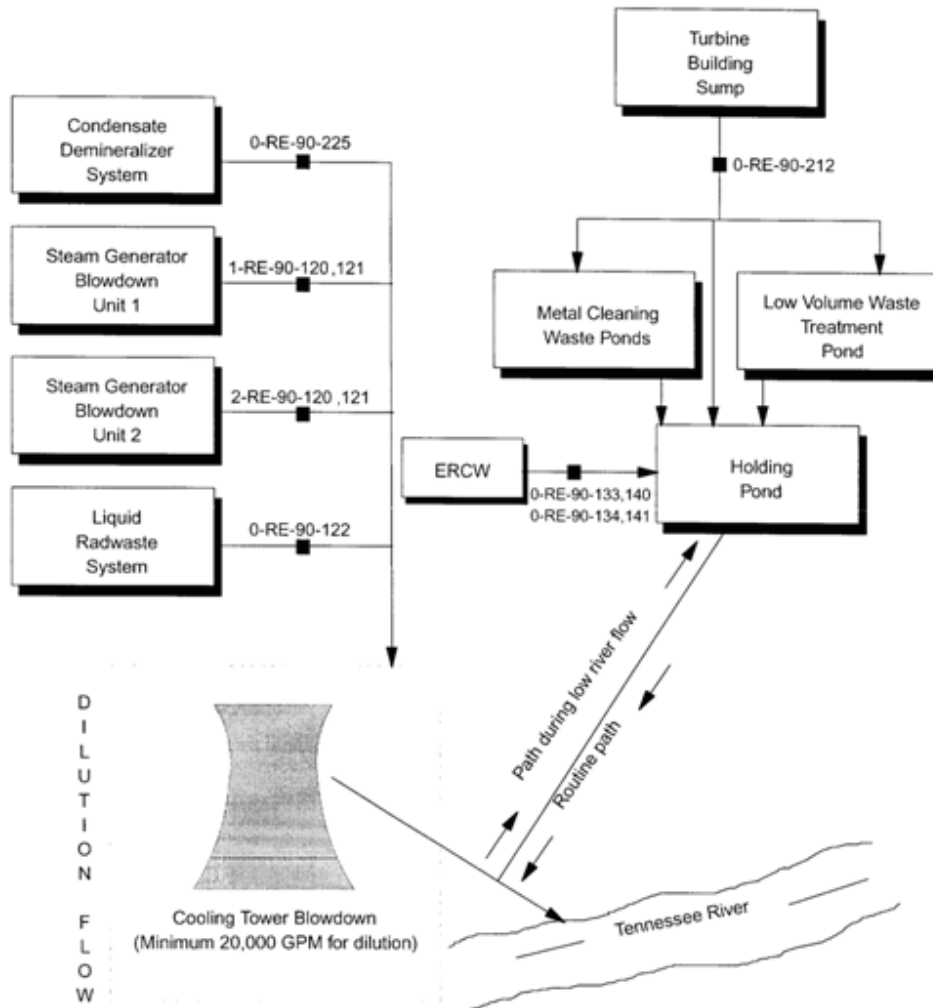 Turbine
Building
Sump
Condensate
Demineralizer
System
0-RE-90-225
0-RE-90-212
Steam Generator
Blowdown
Unit 1
1-RE-90-120 ,121
Metal Cleaning
Waste Ponds
Low Volume Waste
Treatment
Pond
Steam Generator
Blowdown
Unit 2
2-RE-90-120 ,121
ERCW
0-RE-90-133,140
0-RE-90-134,141
Holding
Pond
Liquid
Radwaste
System
0-RE-90-122
Path during low river flow
Routine path
DILUTION FLOW
Cooling Tower Blowdown
(Minimum 20,000 GPM for dilution)
Tennessee River